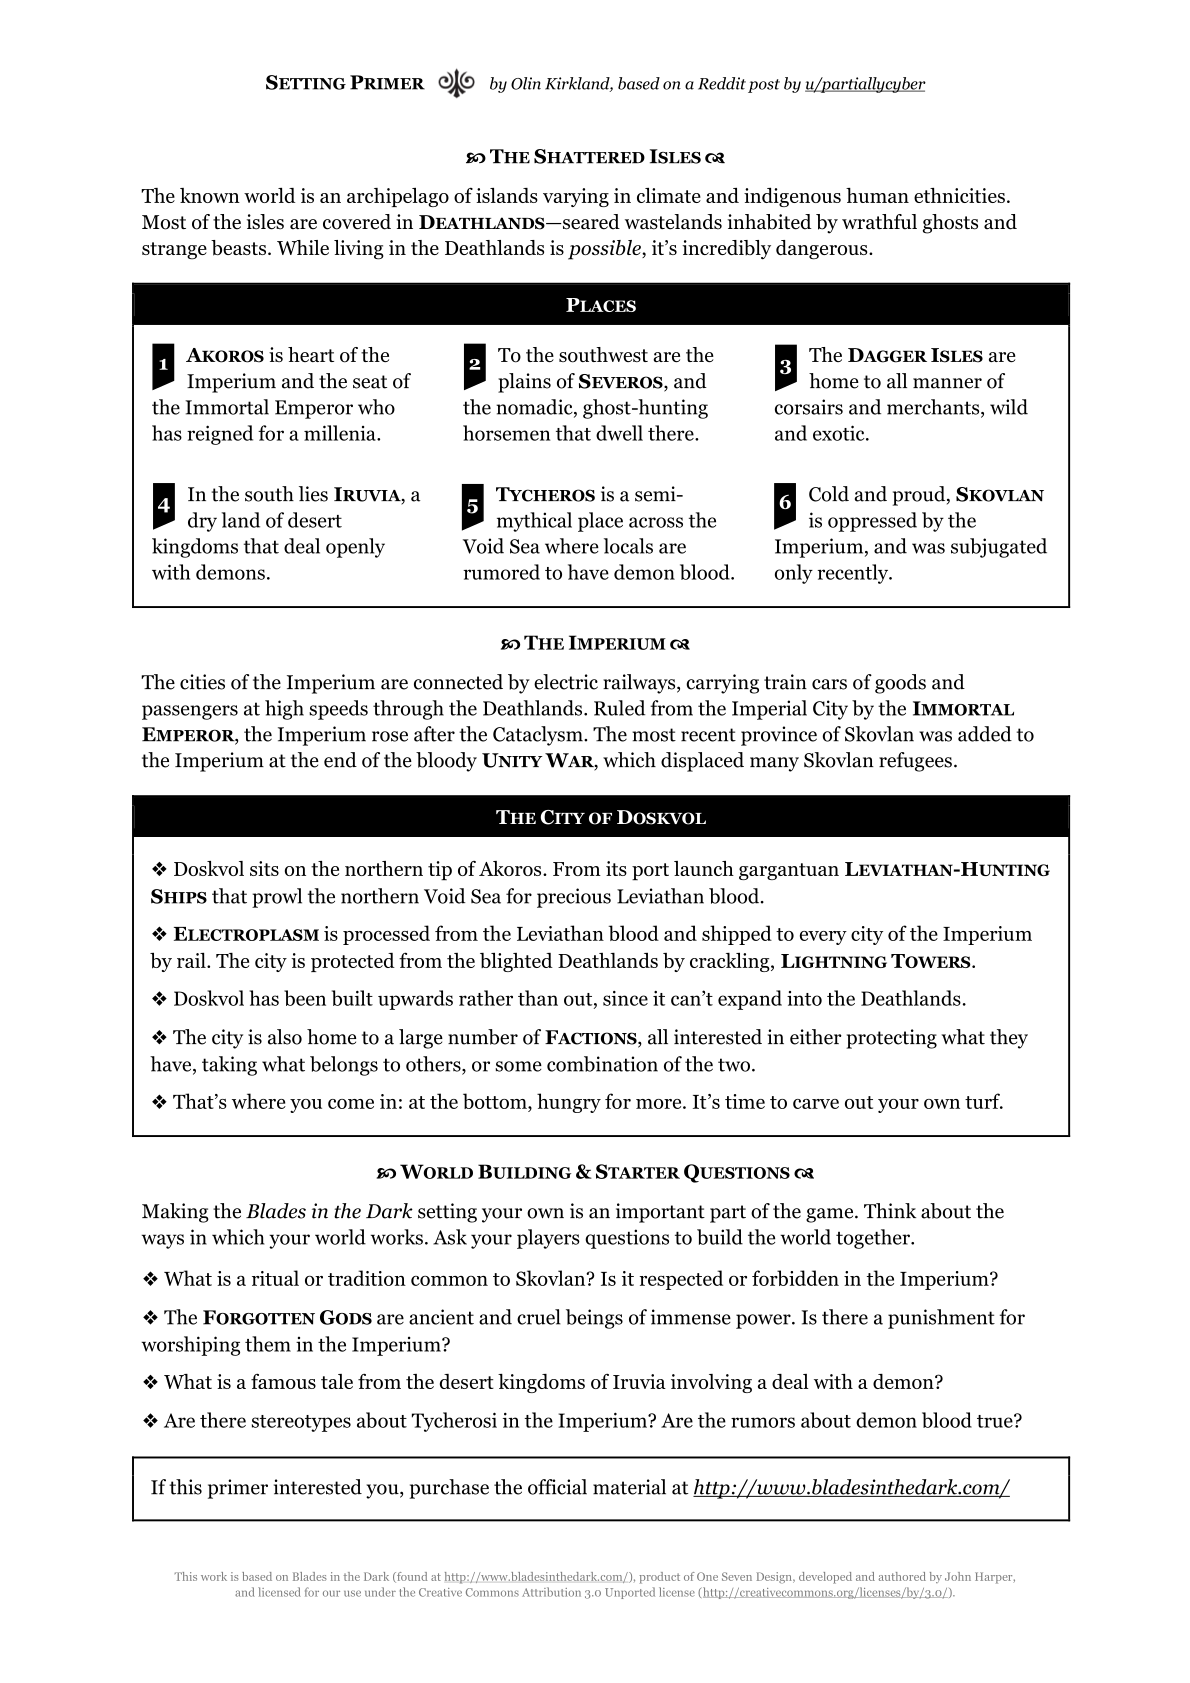 SETTING PRIMER by Olin Kirkland, based on a Reddit post by u/partiallycyber
THE SHATTERED ISLES
The known world is an archipelago of islands varying in climate and indigenous human ethnicities.
Most of the isles are covered in DEATHLANDS—seared wastelands inhabited by wrathful ghosts and
strange beasts. While living in the Deathlands is possible, it’s incredibly dangerous.
PLACES
1 AKOROS is heart of the
Imperium and the seat of
the Immortal Emperor who
has reigned for a millenia.
2 To the southwest are the
plains of SEVEROS, and
the nomadic, ghost-hunting
horsemen that dwell there.
3 The DAGGER ISLES are
home to all manner of
corsairs and merchants, wild
and exotic.
4 In the south lies IRUVIA, a
dry land of desert
kingdoms that deal openly
with demons.
5 TYCHEROS is a semi-
mythical place across the
Void Sea where locals are
rumored to have demon blood.
6 Cold and proud, SKOVLAN
is oppressed by the
Imperium, and was subjugated
only recently.
THE IMPERIUM
The cities of the Imperium are connected by electric railways, carrying train cars of goods and
passengers at high speeds through the Deathlands. Ruled from the Imperial City by the IMMORTAL
EMPEROR, the Imperium rose after the Cataclysm. The most recent province of Skovlan was added to
the Imperium at the end of the bloody UNITY WAR, which displaced many Skovlan refugees.
THE CITY OF DOSKVOL
❖ Doskvol sits on the northern tip of Akoros. From its port launch gargantuan LEVIATHAN-HUNTING
SHIPS that prowl the northern Void Sea for precious Leviathan blood.
❖ ELECTROPLASM is processed from the Leviathan blood and shipped to every city of the Imperium
by rail. The city is protected from the blighted Deathlands by crackling, LIGHTNING TOWERS.
❖ Doskvol has been built upwards rather than out, since it can’t expand into the Deathlands.
❖ The city is also home to a large number of FACTIONS, all interested in either protecting what they
have, taking what belongs to others, or some combination of the two.
❖ That’s where you come in: at the bottom, hungry for more. It’s time to carve out your own turf.
WORLD BUILDING & STARTER QUESTIONS
Making the Blades in the Dark setting your own is an important part of the game. Think about the
ways in which your world works. Ask your players questions to build the world together.
❖ What is a ritual or tradition common to Skovlan? Is it respected or forbidden in the Imperium?
❖ The FORGOTTEN GODS are ancient and cruel beings of immense power. Is there a punishment for
worshiping them in the Imperium?
❖ What is a famous tale from the desert kingdoms of Iruvia involving a deal with a demon?
❖ Are there stereotypes about Tycherosi in the Imperium? Are the rumors about demon blood true?
If this primer interested you, purchase the official material at http://www.bladesinthedark.com/
This work is based on Blades in the Dark (found at http://www.bladesinthedark.com/), product of One Seven Design, developed and authored by John Harper,
and licensed for our use under the Creative Commons Attribution 3.0 Unported license (http://creativecommons.org/licenses/by/3.0/).